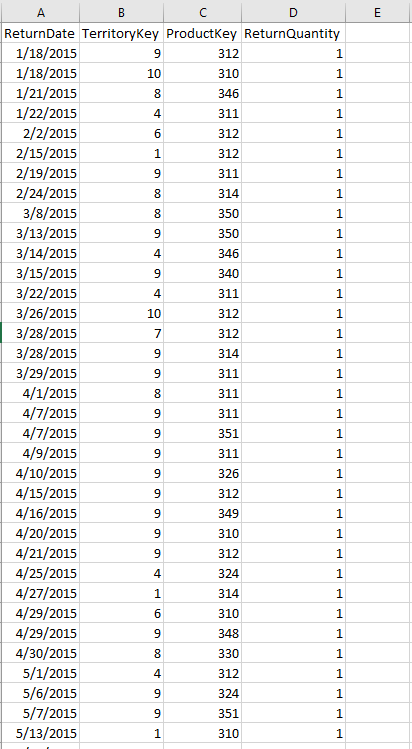 A B C D E
ReturnDate TerritoryKey ProductKey ReturnQuantity
1/18/2015 9 312 1
1/18/2015 10 310 1
1/21/2015 8 346 1
1/22/2015 4 311 1
2/2/2015 6 312 1
2/15/2015 1 312 1
2/19/2015 9 311 1
2/24/2015 8 314 1
3/8/2015 8 350 1
3/13/2015 9 350 1
3/14/2015 4 346 1
3/15/2015 9 340 1
3/22/2015 4 311 1
3/26/2015 10 312 1
3/28/2015 7 312 1
3/28/2015 9 314 1
3/29/2015 9 311 1
4/1/2015 8 311 1
4/7/2015 9 311 1
4/7/2015 9 351 1
4/9/2015 9 311 1
4/10/2015 9 326 1
4/15/2015 9 312 1
4/16/2015 9 349 1
4/20/2015 9 310 1
4/21/2015 9 312 1
4/25/2015 4 324 1
4/27/2015 1 314 1
4/29/2015 6 310 1
4/29/2015 9 348 1
4/30/2015 8 330 1
5/1/2015 4 312 1
5/6/2015 9 324 1
5/7/2015 9 351 1
5/13/2015 1 310 1